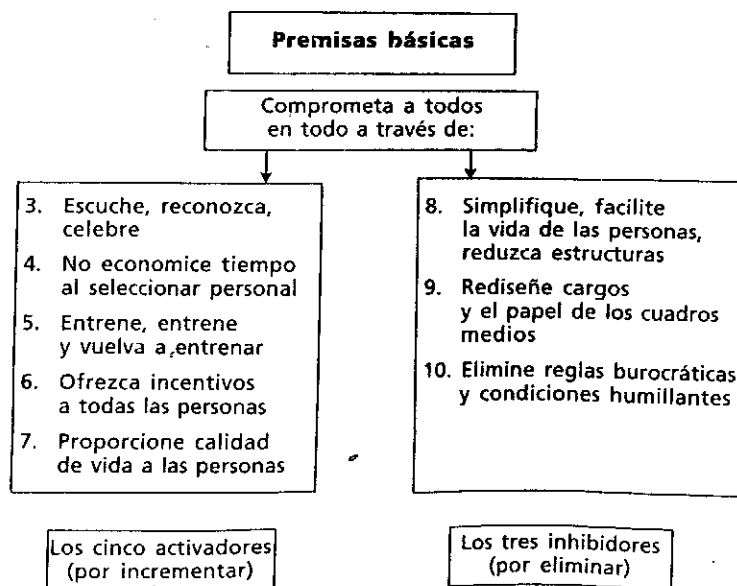 Premisas básicas
Comprometa a todos
en todo a través de:
3. Escuche, reconozca,
celebre
4. No economice tiempo
al seleccionar personal
5. Entrene, entrene
y vuelva a entrenar
6. Ofrezca incentivos
a todas las personas
7. Proporcione calidad
de vida a las personas
8. Simplifique, facilite
la vida de las personas,
reduzca estructuras
9. Rediseñe cargos
y el papel de los cuadros
medios
10. Elimine reglas burocráticas
y condiciones humillantes
Los cinco activadores
(por incrementar)
Los tres inhibidores
(por eliminar)